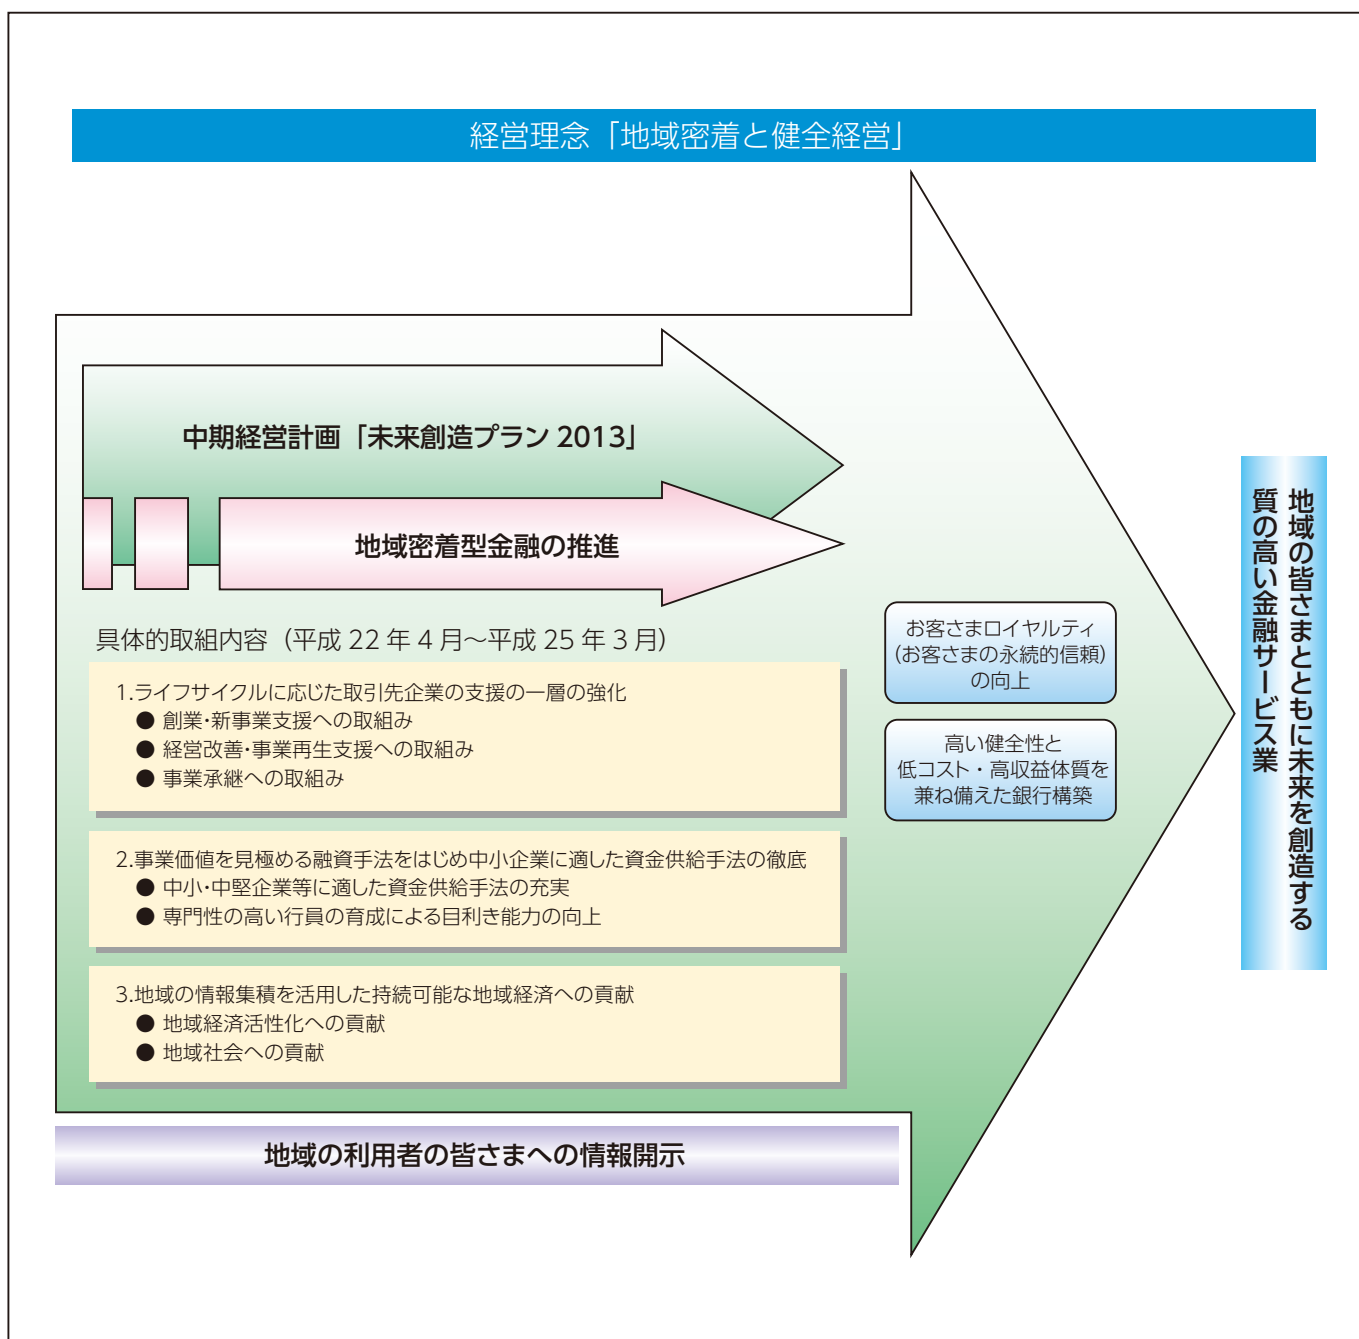 経営理念「地域密着と健全経営」
中期経営計画「未来創造プラン 2013」
地域密着型金融の推進
具体的取組内容（平成 22 年 4 月～平成 25 年 3 月）
1.ライフサイクルに応じた取引先企業の支援の一層の強化
● 創業・新事業支援への取組み
● 経営改善・事業再生支援への取組み
● 事業承継への取組み
2.事業価値を見極める融資手法をはじめ中小企業に適した資金供給手法の徹底
● 中小・中堅企業等に適した資金供給手法の充実
● 専門性の高い行員の育成による目利き能力の向上
3.地域の情報集積を活用した持続可能な地域経済への貢献
● 地域経済活性化への貢献
● 地域社会への貢献
お客さまロイヤルティ
(お客さまの永続的信頼)
の向上
高い健全性と
低コスト・高収益体質を
兼ね備えた銀行構築
地域の皆さまとともに未来を創造する
質の高い金融サービス業
地域の利用者の皆さまへの情報開示